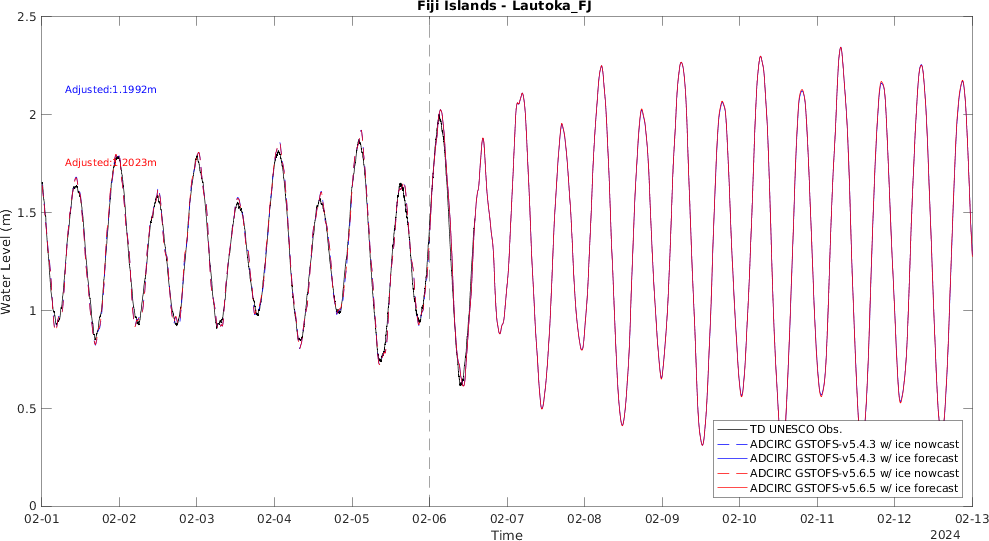 Fiji Islands - Lautoka_FJ
Water Level (m)
2.5
2
1.5
1
0.5
0
Adjusted:1.1992m
Adjusted:1.2023m
TD UNESCO Obs.
ADCIRC GSTOFS-v5.4.3 w/ ice nowcast
ADCIRC GSTOFS-v5.4.3 w/ ice forecast
ADCIRC GSTOFS-v5.6.5 w/ ice nowcast
ADCIRC GSTOFS-v5.6.5 w/ ice forecast
02-01 02-02 02-03 02-04 02-05 02-06 02-07 02-08 02-09 02-10 02-11 02-12 02-13
Time
2024